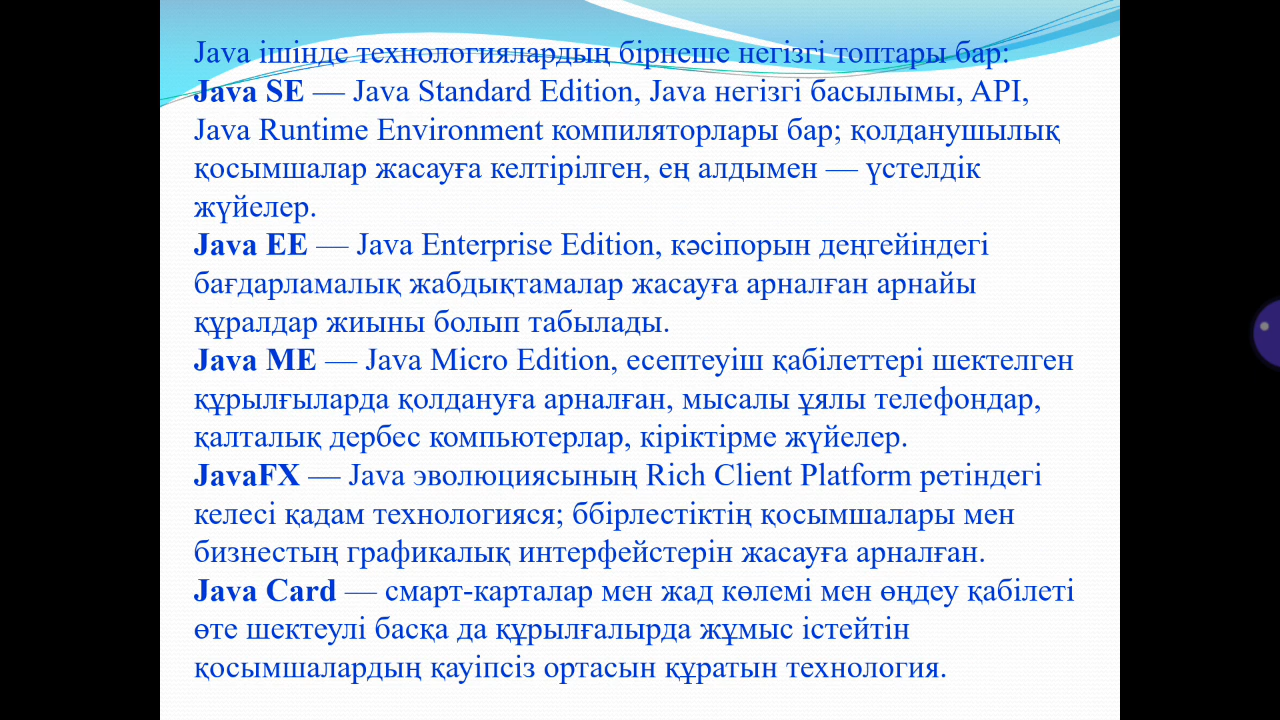 Java ішінде технологиялардың бірнеше негізгі топтары бар:
Java SE — Java Standard Edition, Java негізгі басылымы, API,
Java Runtime Environment компиляторлары бар; қолданушылық
қосымшалар жасауға келтірілген, ең алдымен — үстелдік
жүйелер.
Java EE — Java Enterprise Edition, кәсіпорын деңгейіндегі
бағдарламалық жабдықтамалар жасауға арналған арнайы
құралдар жиыны болып табылады.
Java ME — Java Micro Edition, есептеуіш қабілеттері шектелген
құрылғыларда қолдануға арналған, мысалы ұялы телефондар,
қалталық дербес компьютерлар, кіріктірме жүйелер.
JavaFX — Java эволюциясының Rich Client Platform ретіндегі
келесі қадам технологияся; ббірлестіктің қосымшалары мен
бизнестың графикалық интерфейстерін жасауға арналған.
Java Card — смарт-карталар мен жад көлемі мен өңдеу қабілеті
өте шектеулі басқа да құрылғалырда жұмыс істейтін
қосымшалардың қауіпсіз ортасын құратын технология.